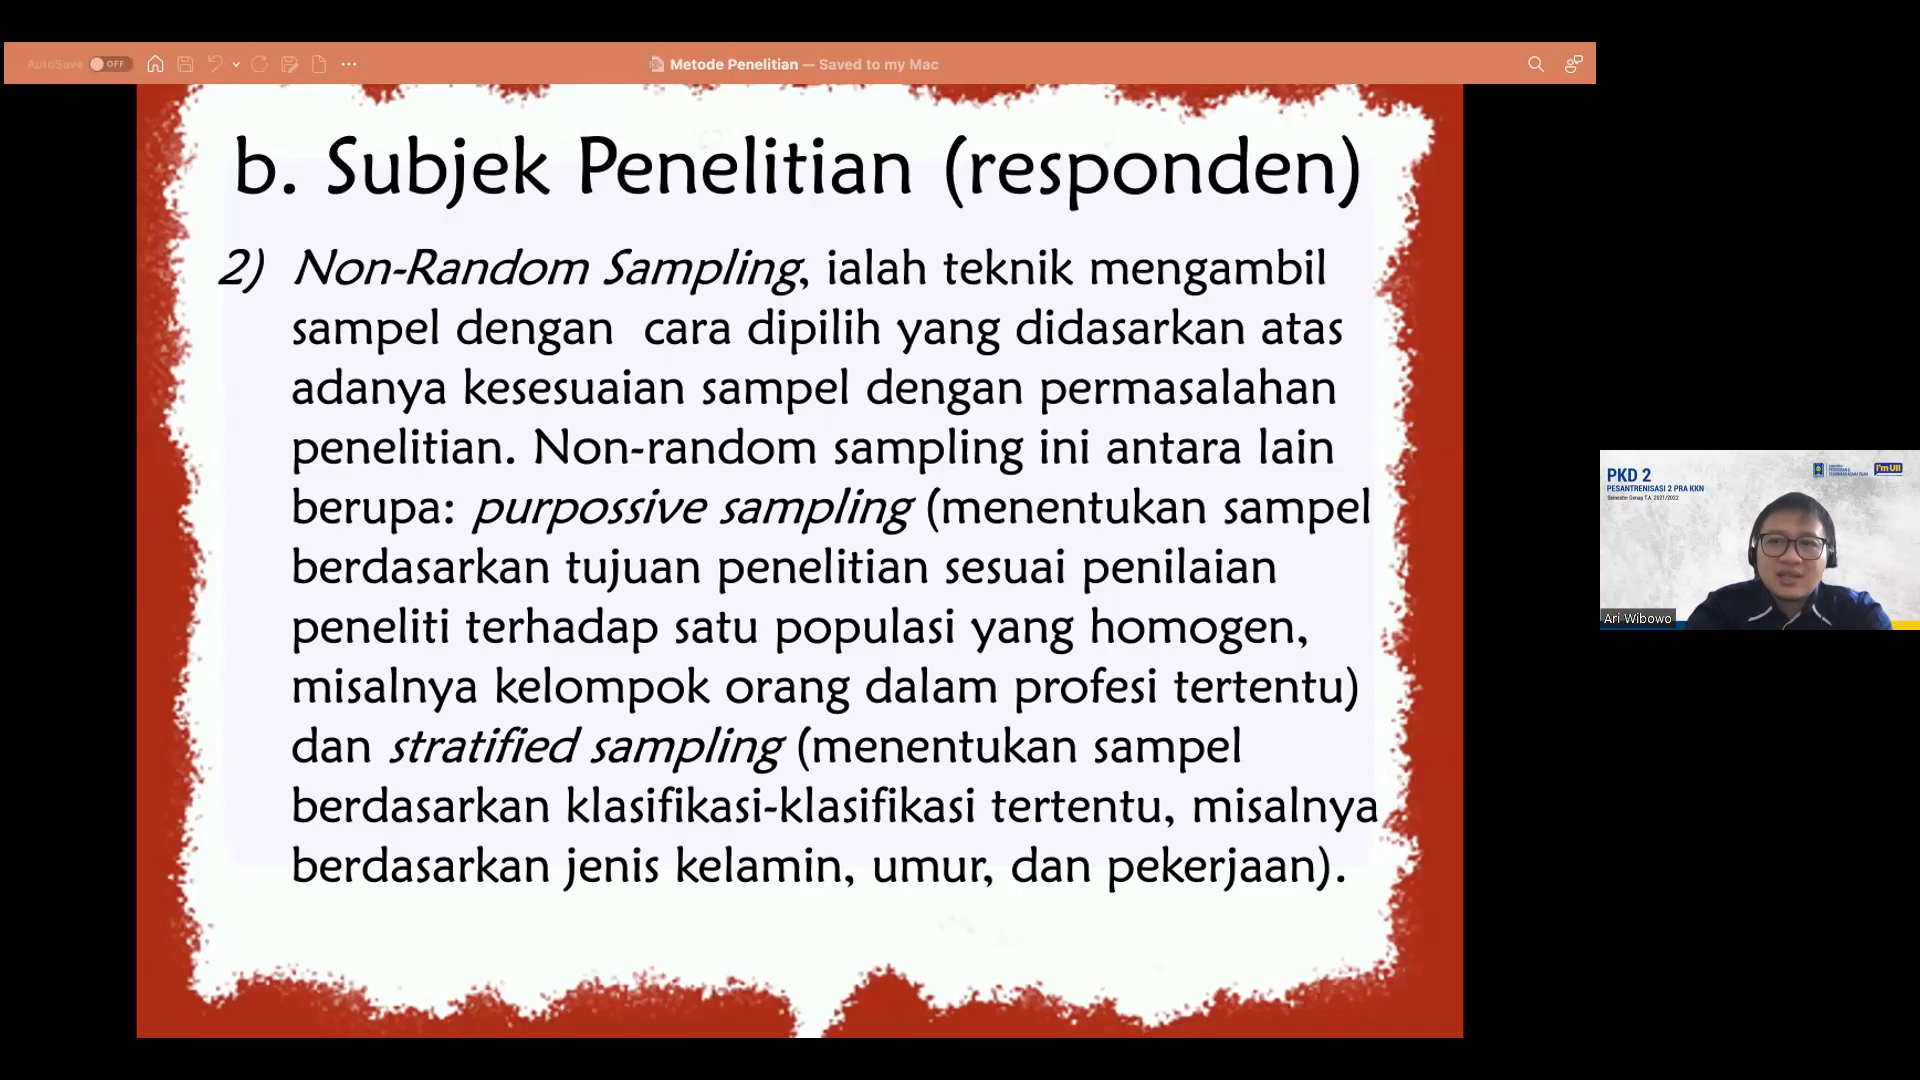 AutoSave OFF
Metode Penelitian — Saved to my Mac
b. Subjek Penelitian (responden)
2) Non-Random Sampling, ialah teknik mengambil
sampel dengan cara dipilih yang didasarkan atas
adanya kesesuaian sampel dengan permasalahan
penelitian. Non-random sampling ini antara lain
berupa: purpossive sampling (menentukan sampel
berdasarkan tujuan penelitian sesuai penilaian
peneliti terhadap satu populasi yang homogen,
misalnya kelompok orang dalam profesi tertentu)
dan stratified sampling (menentukan sampel
berdasarkan klasifikasi-klasifikasi tertentu, misalnya
berdasarkan jenis kelamin, umur, dan pekerjaan).
PKD 2
PESANTRENISASI 2 PRA KKN
Semester Genap T.A. 2021/2022
I'm UII
Ari Wibowo